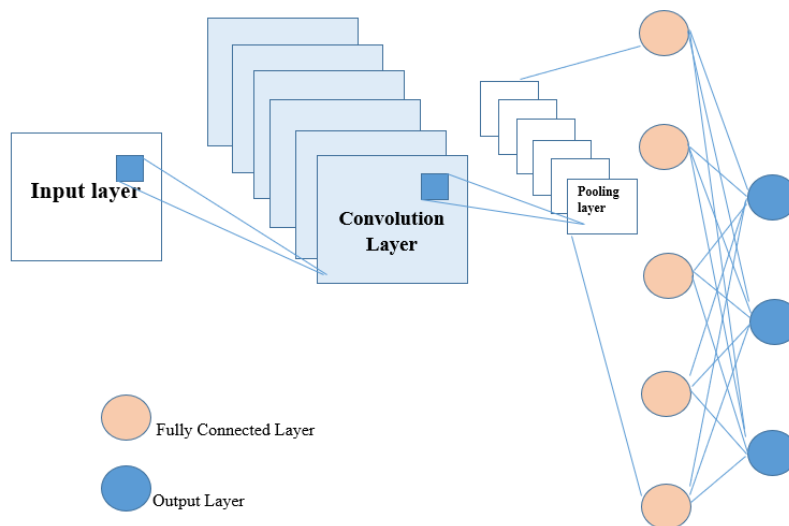 Input layer
Convolution
Layer
Pooling
layer
Fully Connected Layer
Output Layer